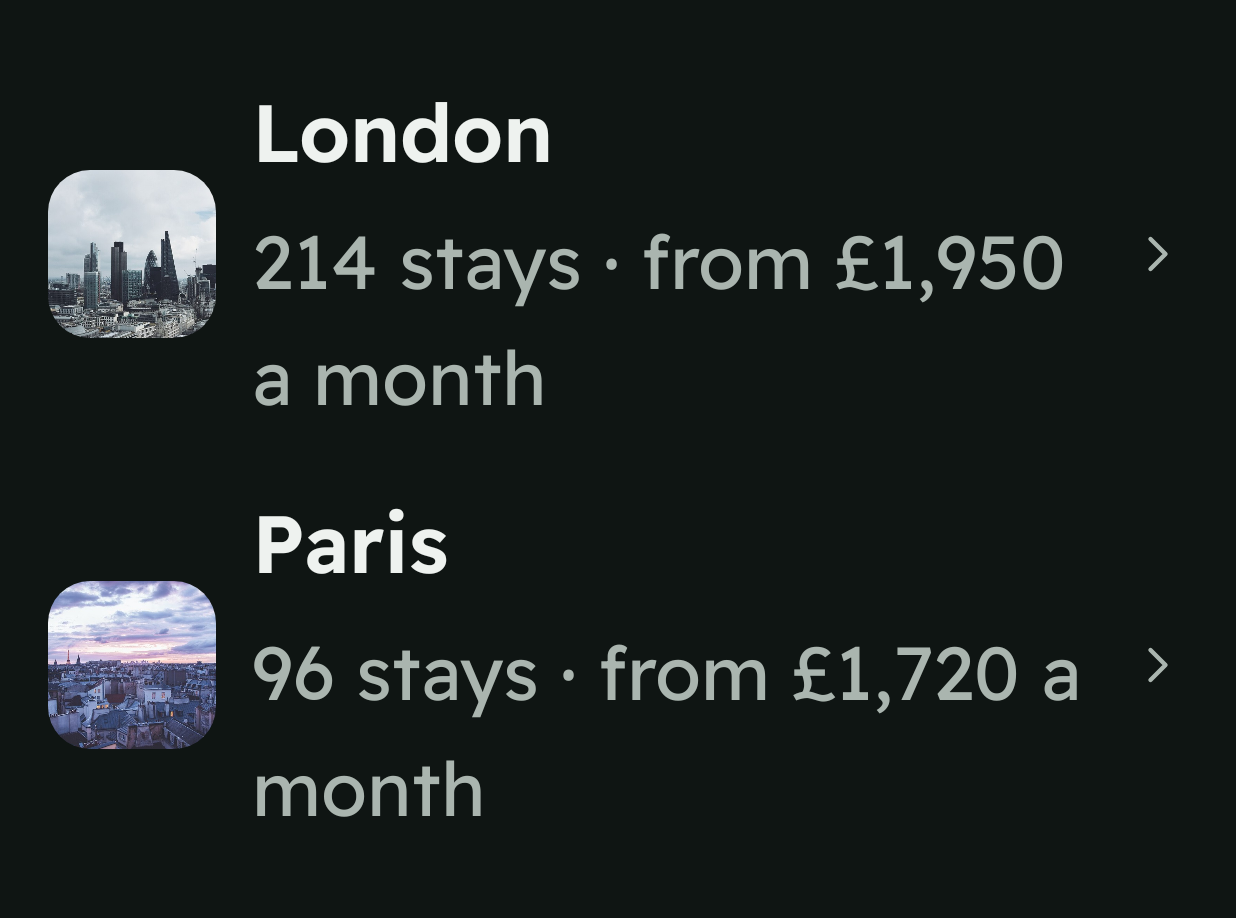 London
214 stays · from £1,950
a month
Paris
96 stays · from £1,720 a
month